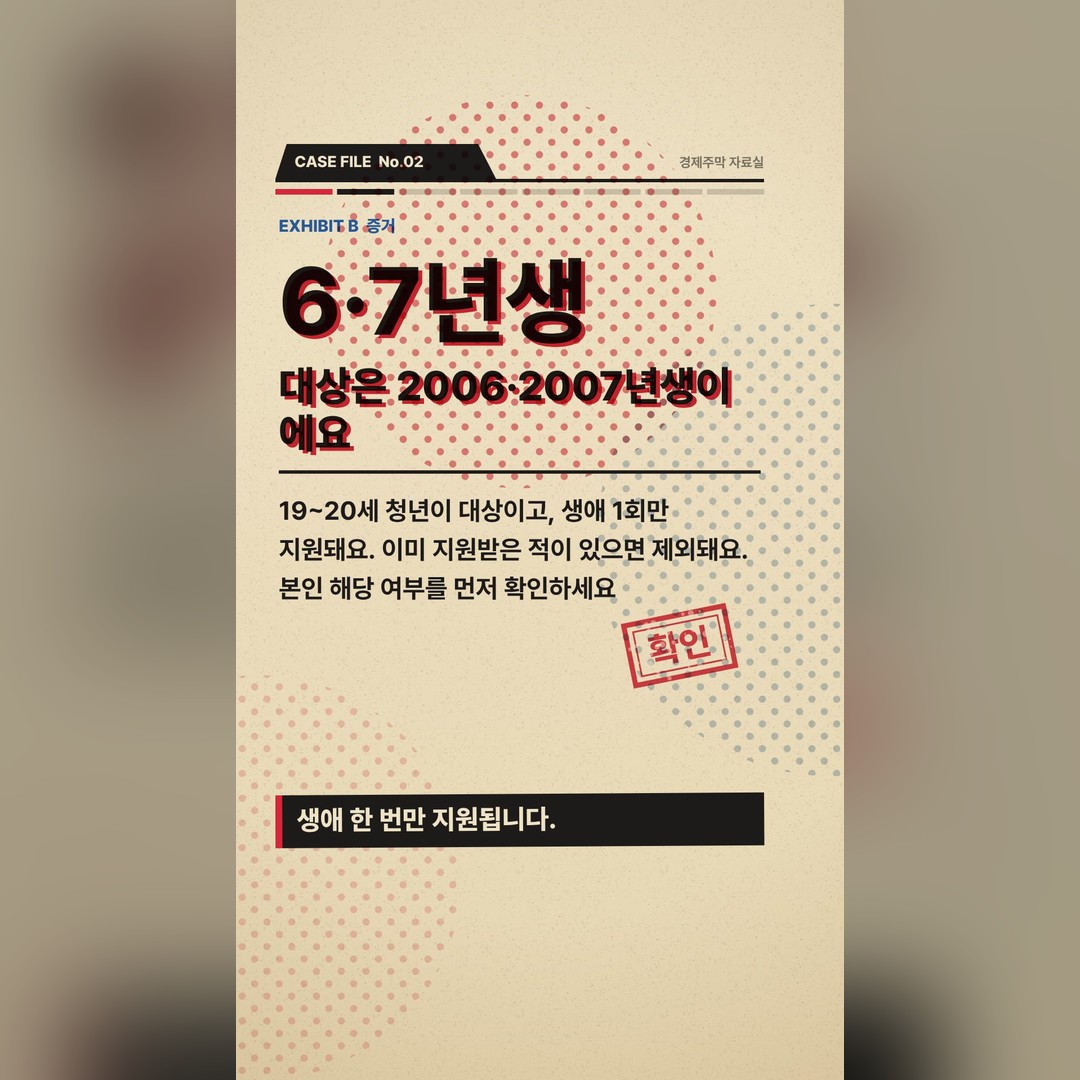 CASE FILE No.02
경제주막 자료실
EXHIBIT B 증거
6·7년생
대상은 2006·2007년생이
에요
19~20세 청년이 대상이고, 생애 1회만
지원돼요. 이미 지원받은 적이 있으면 제외돼요.
본인 해당 여부를 먼저 확인하세요
확인
생애 한 번만 지원됩니다.